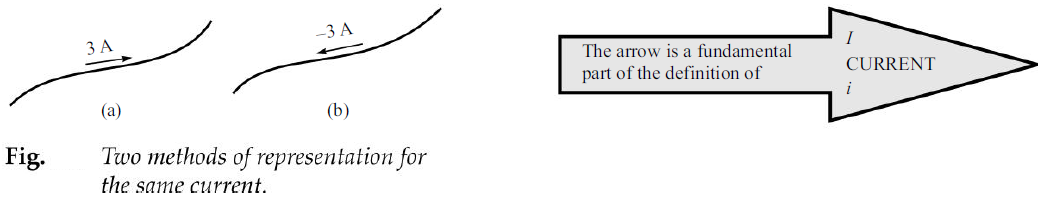 3 A
–3 A
(a)
(b)
Fig. Two methods of representation for
the same current.
The arrow is a fundamental
part of the definition of
I
CURRENT
i